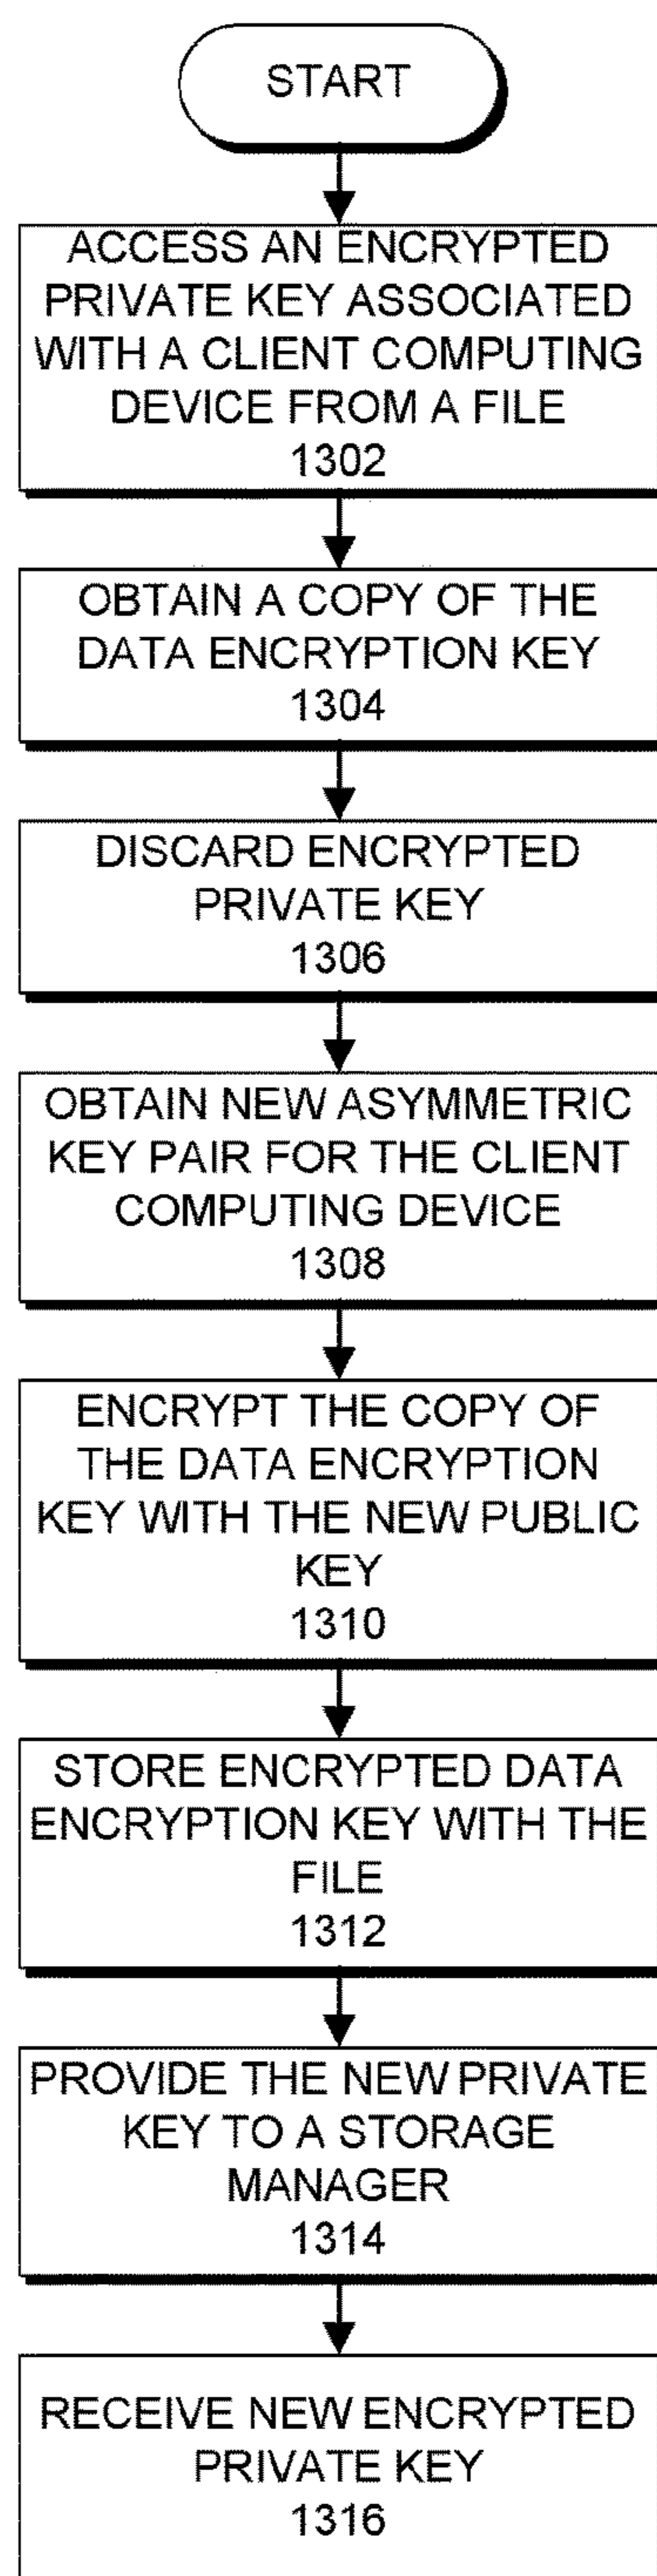 START
ACCESS AN ENCRYPTED
PRIVATE KEY ASSOCIATED
WITH A CLIENT COMPUTING
DEVICE FROM A FILE
1302
OBTAIN A COPY OF THE
DATA ENCRYPTION KEY
1304
DISCARD ENCRYPTED
PRIVATE KEY
1306
OBTAIN NEW ASYMMETRIC
KEY PAIR FOR THE CLIENT
COMPUTING DEVICE
1308
ENCRYPT THE COPY OF
THE DATA ENCRYPTION
KEY WITH THE NEW PUBLIC
KEY
1310
STORE ENCRYPTED DATA
ENCRYPTION KEY WITH THE
FILE
1312
PROVIDE THE NEW PRIVATE
KEY TO A STORAGE
MANAGER
1314
RECEIVE NEW ENCRYPTED
PRIVATE KEY
1316